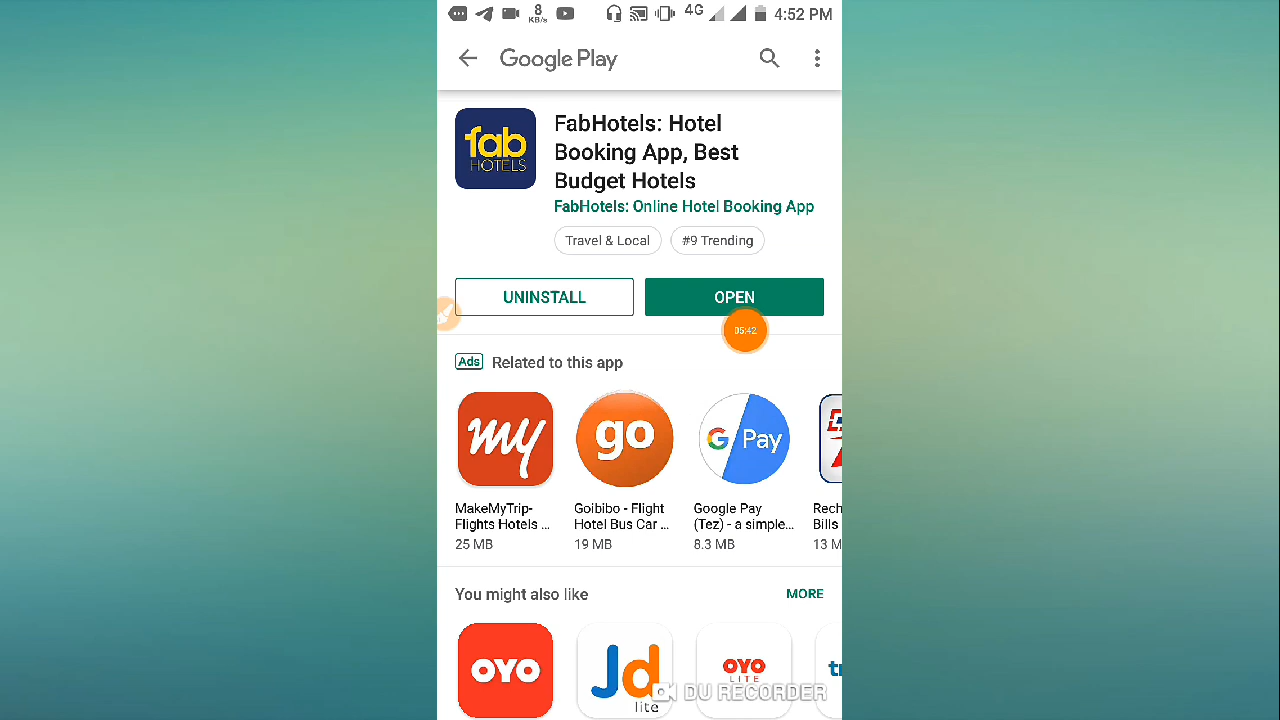 8
KB/s
4G
4:52 PM
Google Play
fab
HOTELS
FabHotels: Hotel
Booking App, Best
Budget Hotels
FabHotels: Online Hotel Booking App
Travel & Local
#9 Trending
UNINSTALL
OPEN
05:42
Ads Related to this app
my
go
G Pay
MakeMyTrip-
Flights Hotels ...
25 MB
Goibibo - Flight
Hotel Bus Car ...
19 MB
Google Pay
(Tez) - a simple...
8.3 MB
Rech
Bills
13 M
You might also like
MORE
OYO
Jd
lite
OYO
LITE
tr
DU RECORDER